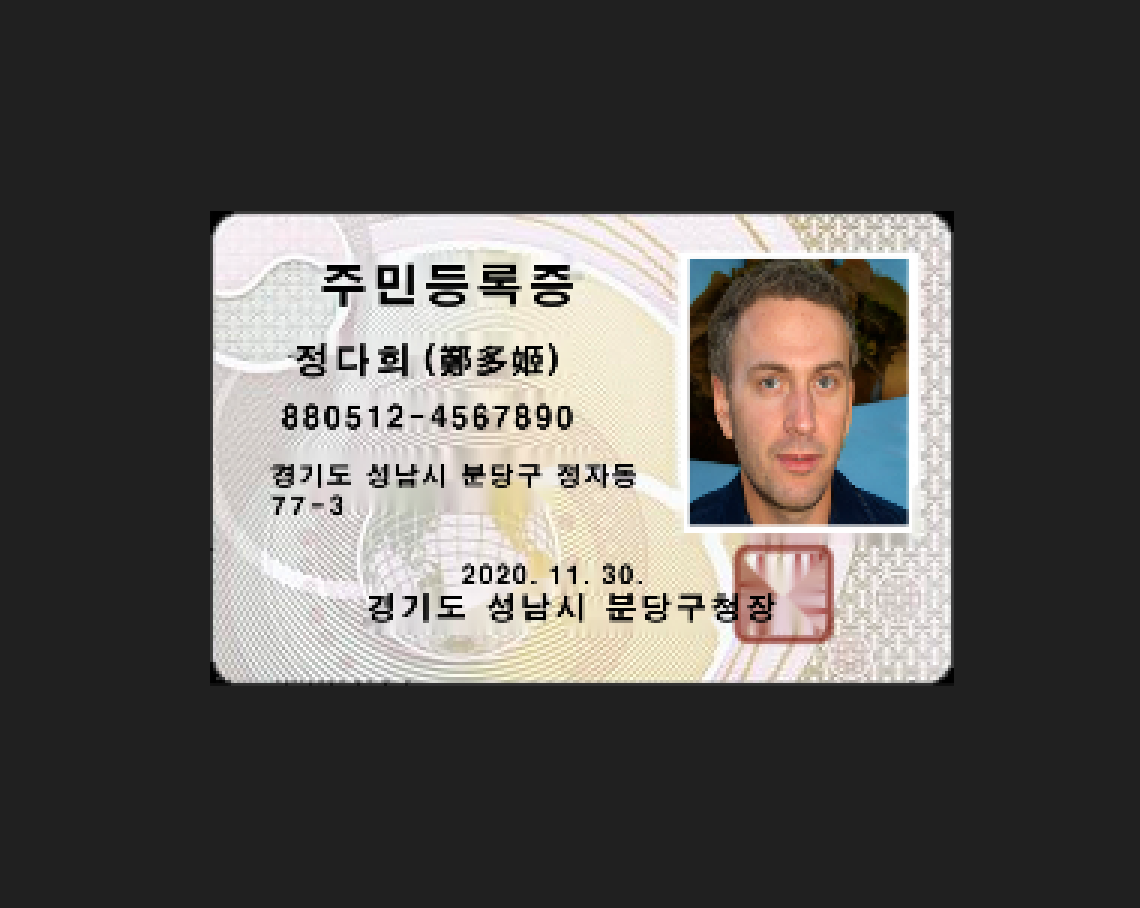 주민등록증
정다희(鄭多姬)
880512-4567890
경기도 성남시 분당구 정자동
77-3
2020. 11. 30.
경기도 성남시 분당구청장